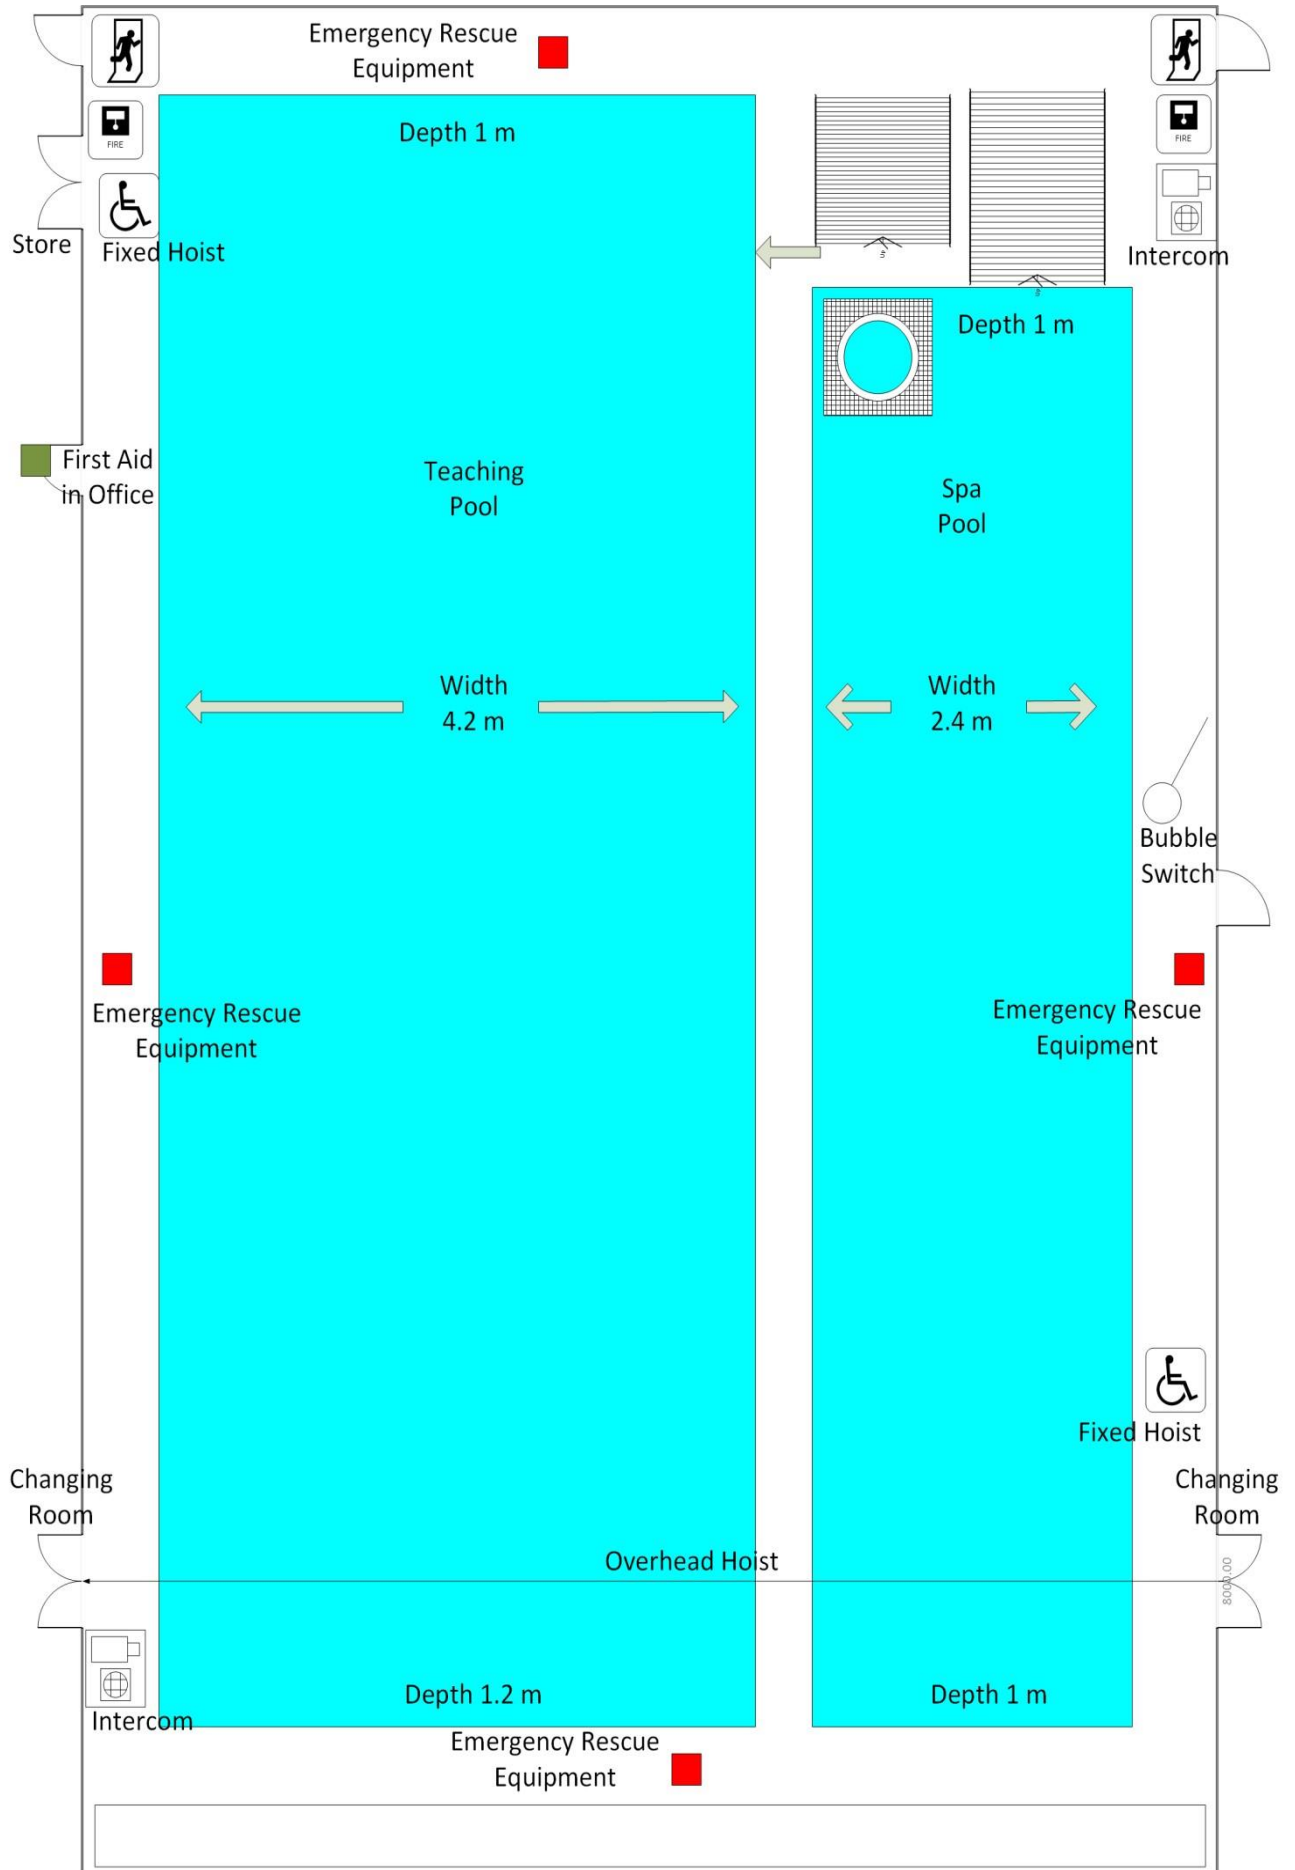 Emergency Rescue
Equipment
FIRE
Depth 1 m
FIRE
Store
Fixed Hoist
Intercom
Depth 1 m
First Aid
in Office
Teaching
Pool
Spa
Pool
Width
4.2 m
Width
2.4 m
Bubble
Switch
Emergency Rescue
Equipment
Emergency Rescue
Equipment
Fixed Hoist
Changing
Room
Changing
Room
Overhead Hoist
8000.00
Intercom
Depth 1.2 m
Depth 1 m
Emergency Rescue
Equipment